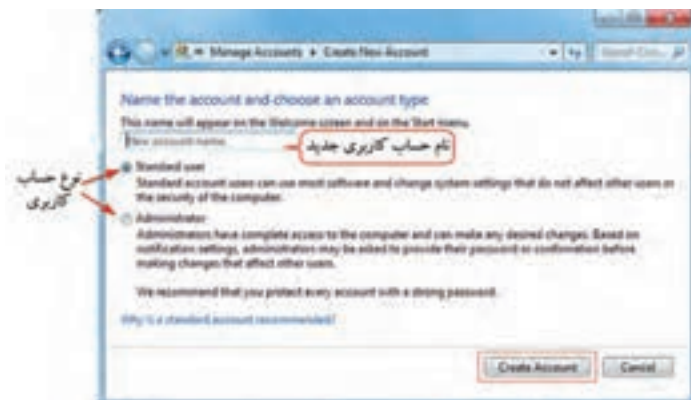 Manage Accounts ▸ Create New Account
Name the account and choose an account type
This name will appear on the Welcome screen and on the Start menu.
New account name
نام حساب کاربری جدید
نوع حساب
کاربری
Standard user
Standard account users can use most software and change system settings that do not affect other users or
the security of the computer.
Administrator
Administrators have complete access to the computer and can make any desired changes. Based on
notification settings, administrators may be asked to provide their password or confirmation before
making changes that affect other users.
We recommend that you protect every account with a strong password.
Why is a standard account recommended?
Create Account
Cancel